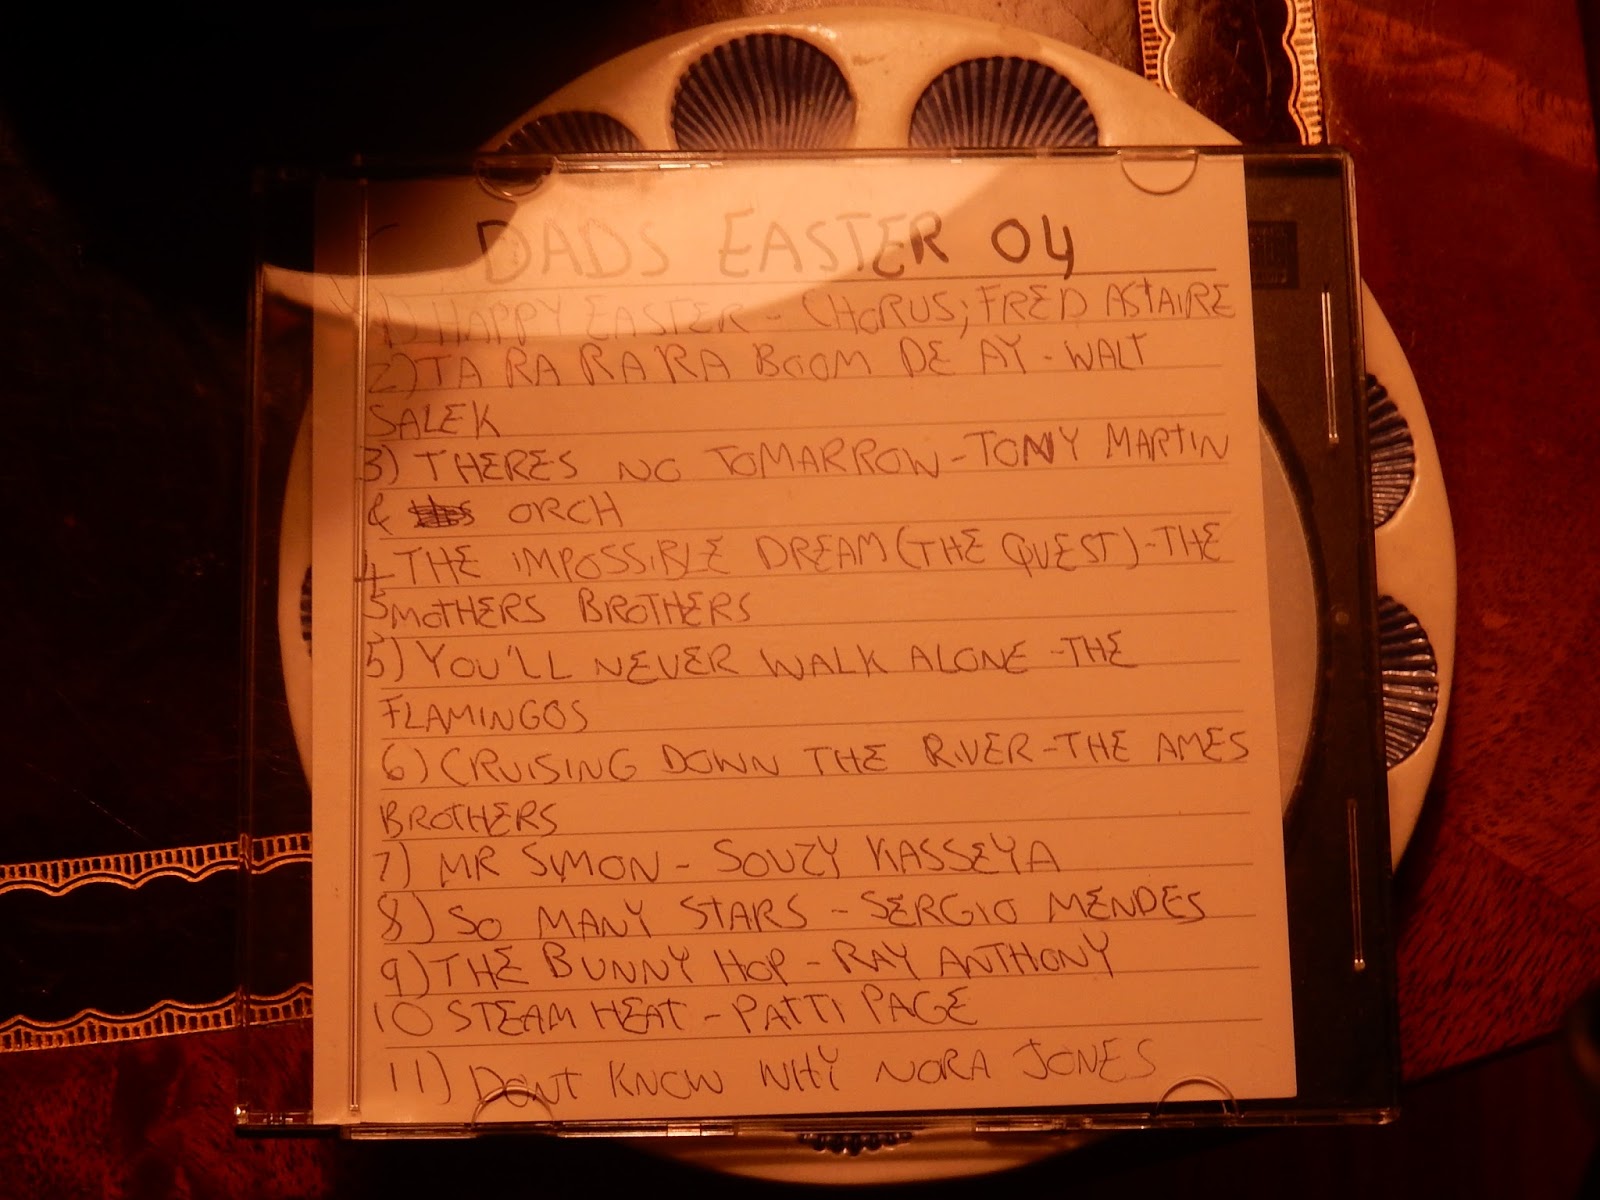 DADS EASTER 04
1) HAPPY EASTER - CHORUS; FRED ASTAIRE
2) TA RA RA RA BOOM DE AY - WALT
SALEK
3) THERES NO TOMARROW - TONY MARTIN
& ORCH
4 THE IMPOSSIBLE DREAM (THE QUEST) - THE
SMOTHERS BROTHERS
5) YOU'LL NEVER WALK ALONE - THE
FLAMINGOS
6) CRUISING DOWN THE RIVER - THE AMES
BROTHERS
7) MR SIMON - SOUZY KASSEYA
8) SO MANY STARS - SERGIO MENDES
9) THE BUNNY HOP - RAY ANTHONY
10 STEAM HEAT - PATTI PAGE
11) DONT KNOW WHY NORA JONES